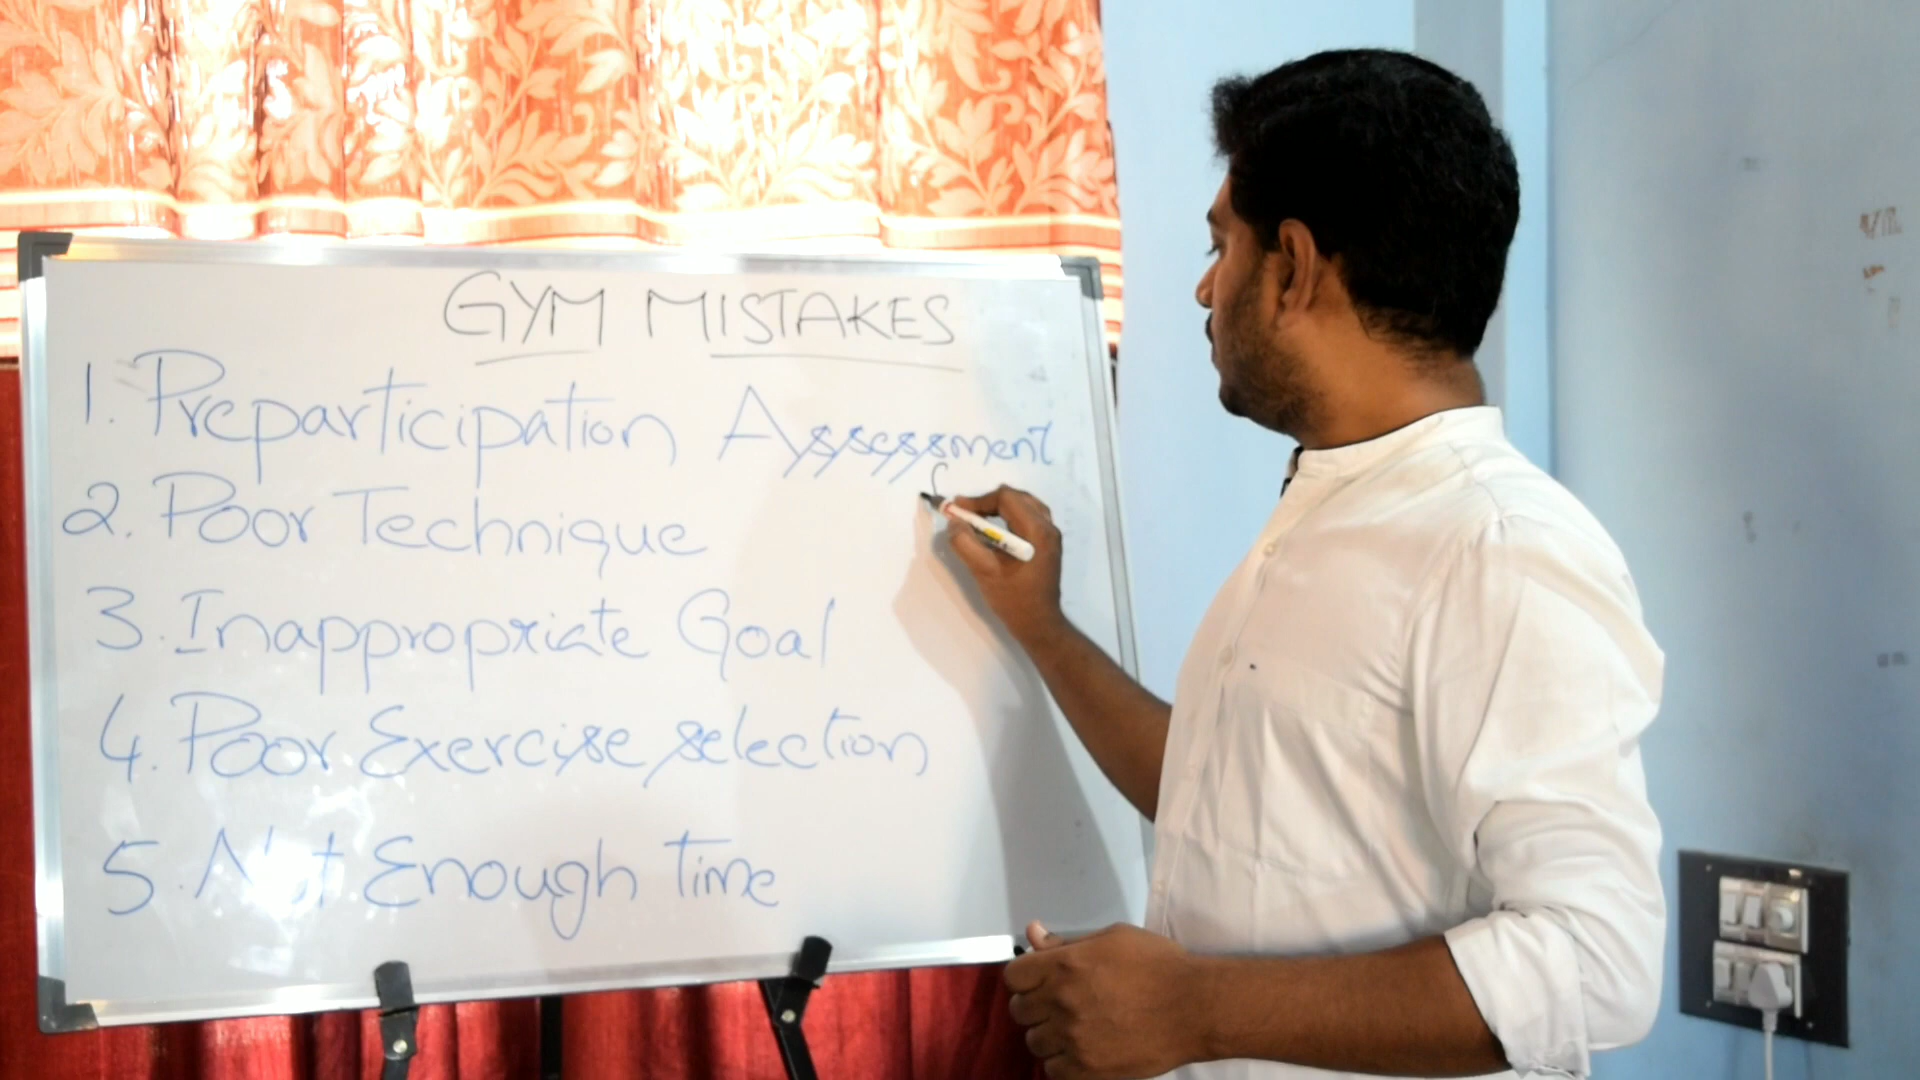 GYM MISTAKES
1. Preparticipation Assessment
2. Poor Technique
3. Inappropriate Goal
4. Poor Exercise selection
5. Not Enough Time